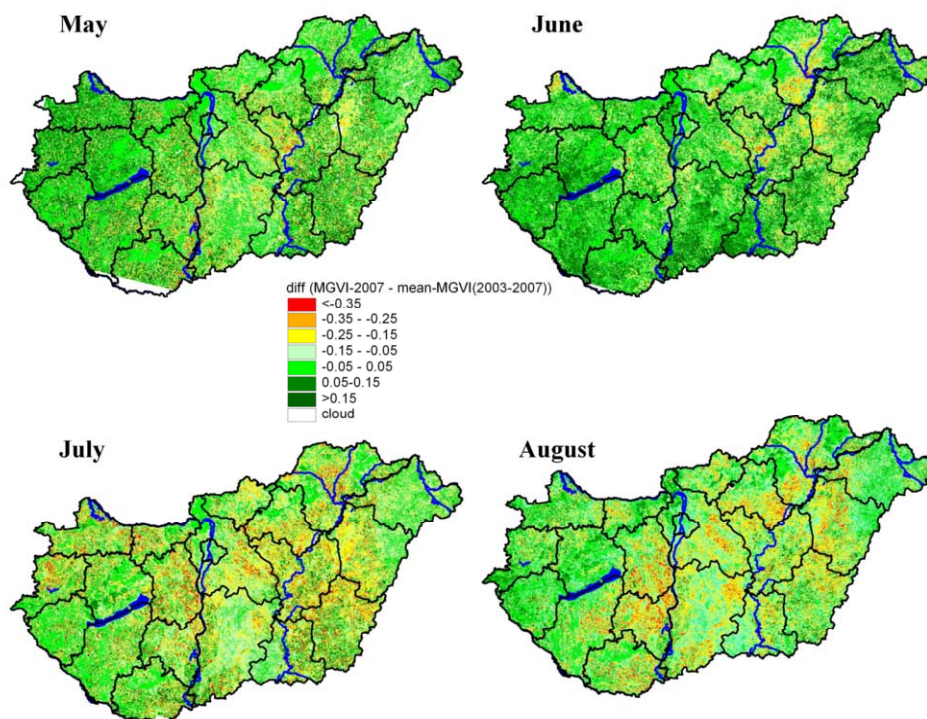 May
June
diff (MGVI-2007 - mean-MGVI(2003-2007))
<-0.35
-0.35 - -0.25
-0.25 - -0.15
-0.15 - -0.05
-0.05 - 0.05
0.05-0.15
>0.15
cloud
July
August